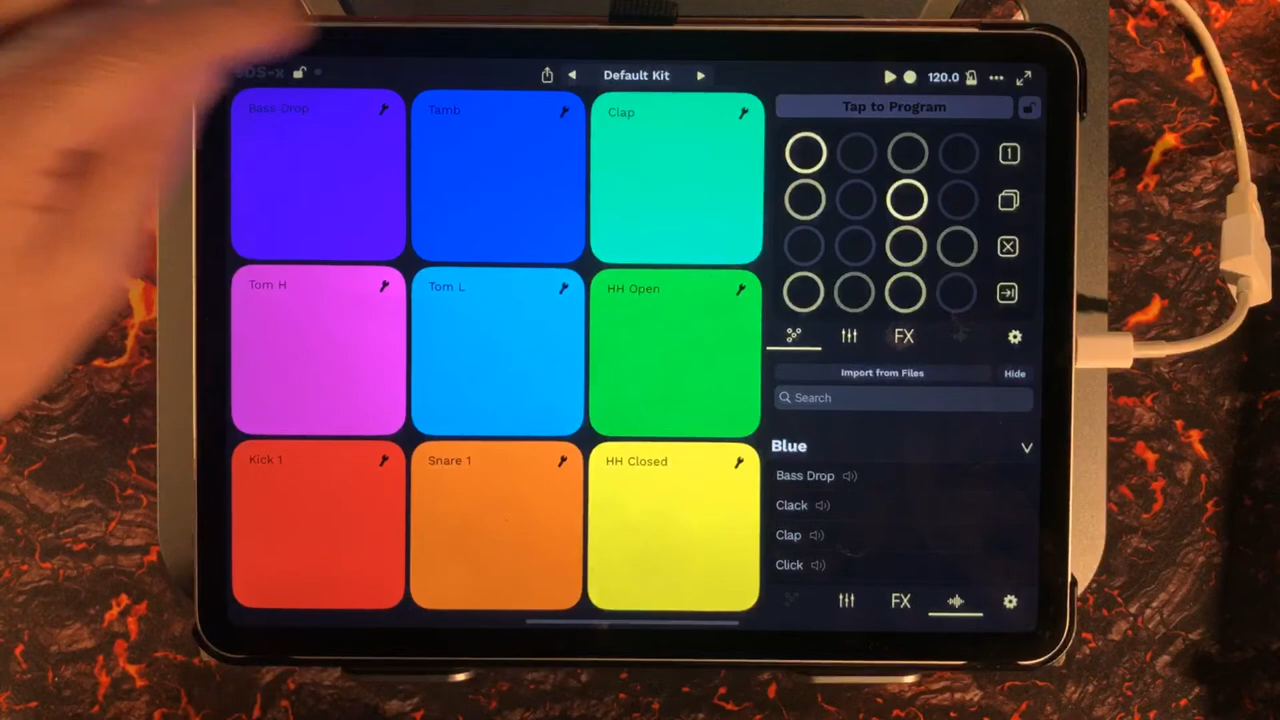 Default Kit
120.0
Bass Drop
Tamb
Clap
Tom H
Tom L
HH Open
Kick 1
Snare 1
HH Closed
Tap to Program
1
FX
Import from Files
Hide
Search
Blue
Bass Drop
Clack
Clap
Click
FX